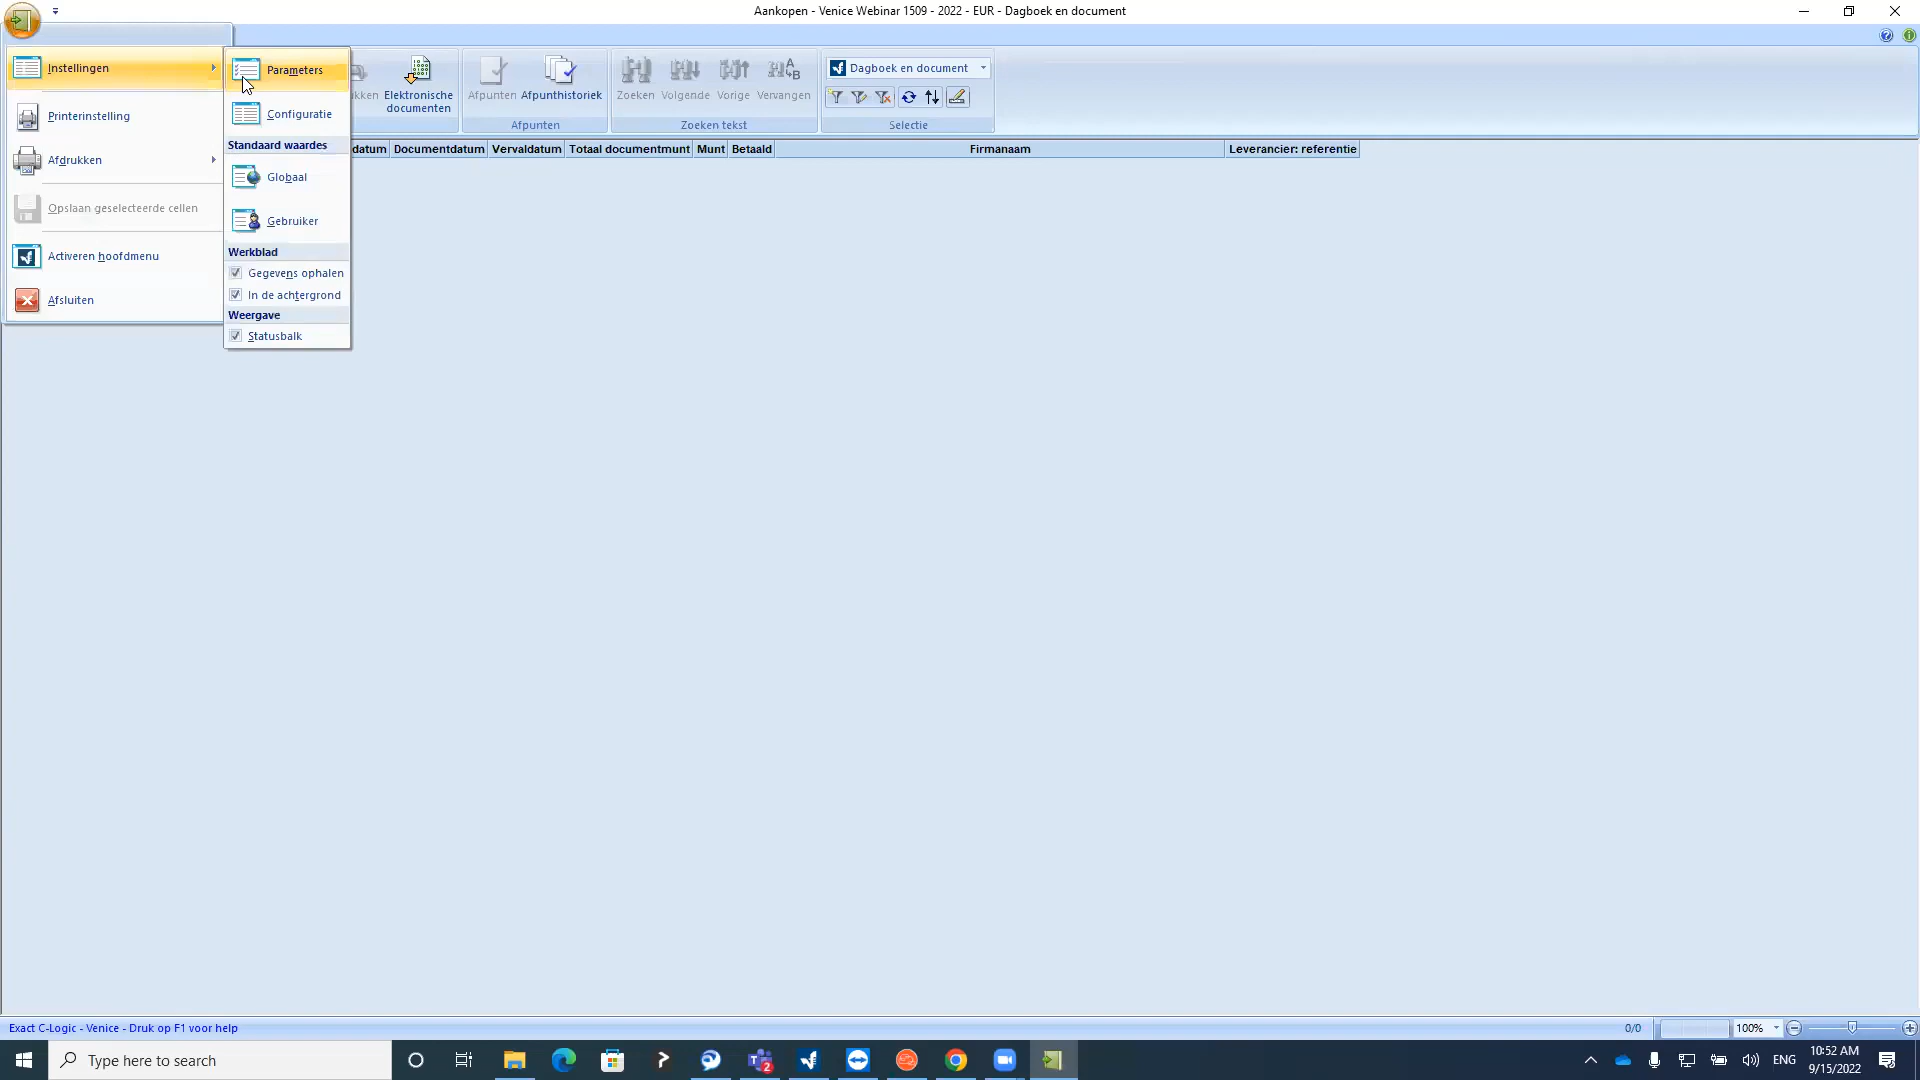 Aankopen - Venice Webinar 1509 - 2022 - EUR - Dagboek en document
Instellingen
Printerinstelling
Afdrukken
Opslaan geselecteerde cellen
Activeren hoofdmenu
Afsluiten
Parameters
Configuratie
Standaard waardes
Globaal
Gebruiker
Werkblad
Gegevens ophalen
In de achtergrond
Weergave
Statusbalk
kken
Elektronische
documenten
Afpunten
Afpunthistoriek
Afpunten
Zoeken
Volgende
Vorige
Vervangen
Zoeken tekst
Dagboek en document
Selectie
datum Documentdatum Vervaldatum Totaal documentmunt Munt Betaald Firmanaam Leverancier: referentie
Exact C-Logic - Venice - Druk op F1 voor help
0/0
100%
Type here to search
2
ENG
10:52 AM
9/15/2022